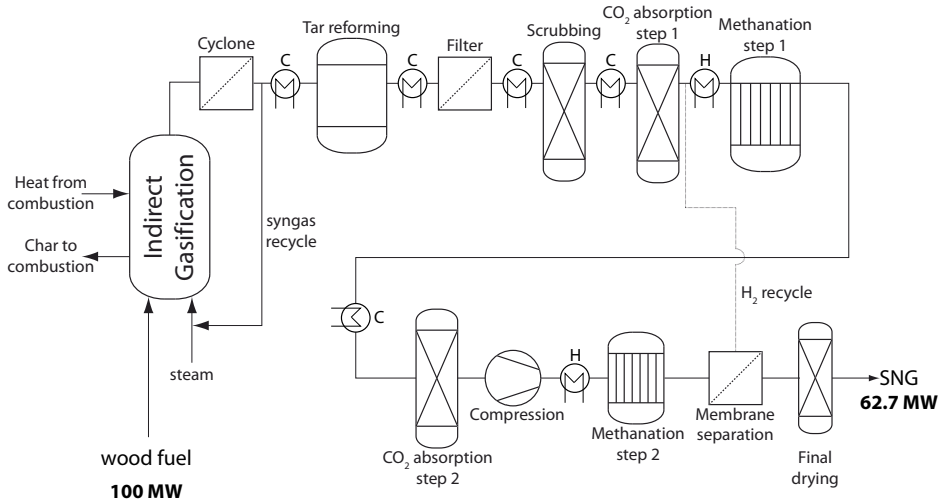 Cyclone
C
Tar reforming
C
Filter
C
Scrubbing
C
CO₂ absorption
step 1
H
Methanation
step 1
Indirect
Gasification
Heat from
combustion
Char to
combustion
syngas
recycle
steam
wood fuel
100 MW
H₂ recycle
C
CO₂ absorption
step 2
Compression
H
Methanation
step 2
Membrane
separation
Final
drying
SNG
62.7 MW